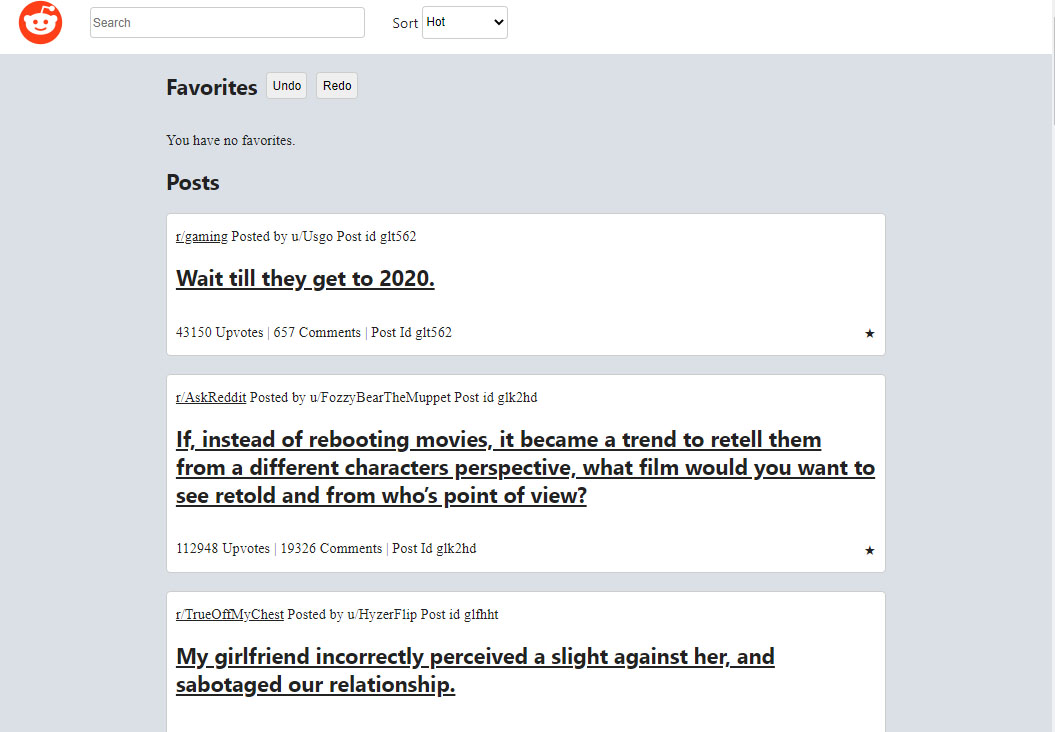 Search
Sort Hot
Favorites Undo Redo
You have no favorites.
Posts
r/gaming Posted by u/Usgo Post id glt562
Wait till they get to 2020.
43150 Upvotes | 657 Comments | Post Id glt562
r/AskReddit Posted by u/FozzyBearTheMuppet Post id glk2hd
If, instead of rebooting movies, it became a trend to retell them
from a different characters perspective, what film would you want to
see retold and from who’s point of view?
112948 Upvotes | 19326 Comments | Post Id glk2hd
r/TrueOffMyChest Posted by u/HyzerFlip Post id glfhht
My girlfriend incorrectly perceived a slight against her, and
sabotaged our relationship.